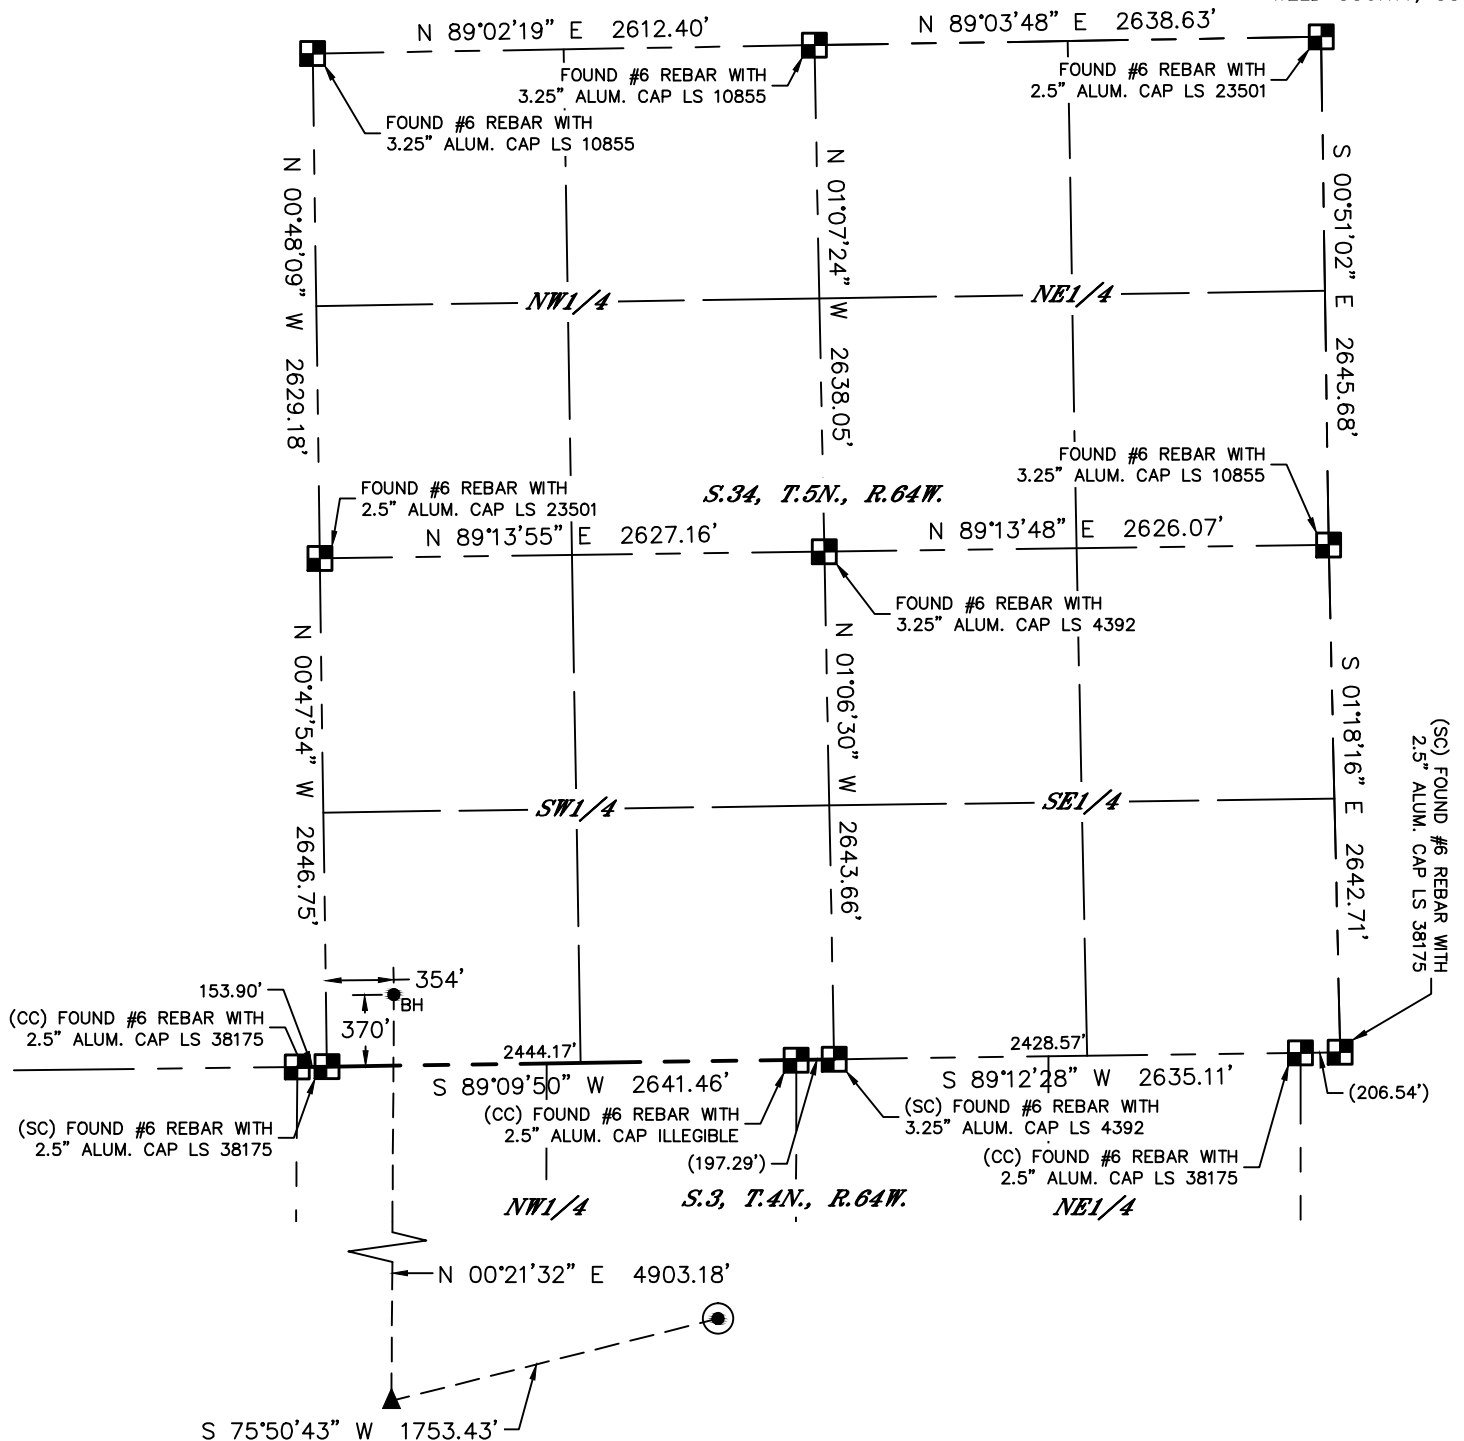 N 89°02'19" E 2612.40'
N 89°03'48" E 2638.63'
FOUND #6 REBAR WITH
3.25" ALUM. CAP LS 10855
FOUND #6 REBAR WITH
2.5" ALUM. CAP LS 23501
FOUND #6 REBAR WITH
3.25" ALUM. CAP LS 10855
N 00°48'09" W 2629.18'
N 01°07'24" W 2638.05'
S 00°51'02" E 2645.68'
NW1/4
NE1/4
FOUND #6 REBAR WITH
3.25" ALUM. CAP LS 10855
FOUND #6 REBAR WITH
2.5" ALUM. CAP LS 23501
S.34, T.5N., R.64W.
N 89°13'55" E 2627.16'
N 89°13'48" E 2626.07'
FOUND #6 REBAR WITH
3.25" ALUM. CAP LS 4392
N 00°47'54" W 2646.75'
N 01°06'30" W 2643.66'
S 01°18'16" E 2642.71'
(SC) FOUND #6 REBAR WITH
2.5" ALUM. CAP LS 38175
SW1/4
SE1/4
354'
153.90'
BH
370'
(CC) FOUND #6 REBAR WITH
2.5" ALUM. CAP LS 38175
2444.17'
2428.57'
S 89°09'50" W 2641.46'
S 89°12'28" W 2635.11'
(206.54')
(CC) FOUND #6 REBAR WITH
2.5" ALUM. CAP ILLEGIBLE
(SC) FOUND #6 REBAR WITH
3.25" ALUM. CAP LS 4392
(SC) FOUND #6 REBAR WITH
2.5" ALUM. CAP LS 38175
(197.29')
(CC) FOUND #6 REBAR WITH
2.5" ALUM. CAP LS 38175
NW1/4
S.3, T.4N., R.64W.
NE1/4
N 00°21'32" E 4903.18'
S 75°50'43" W 1753.43'